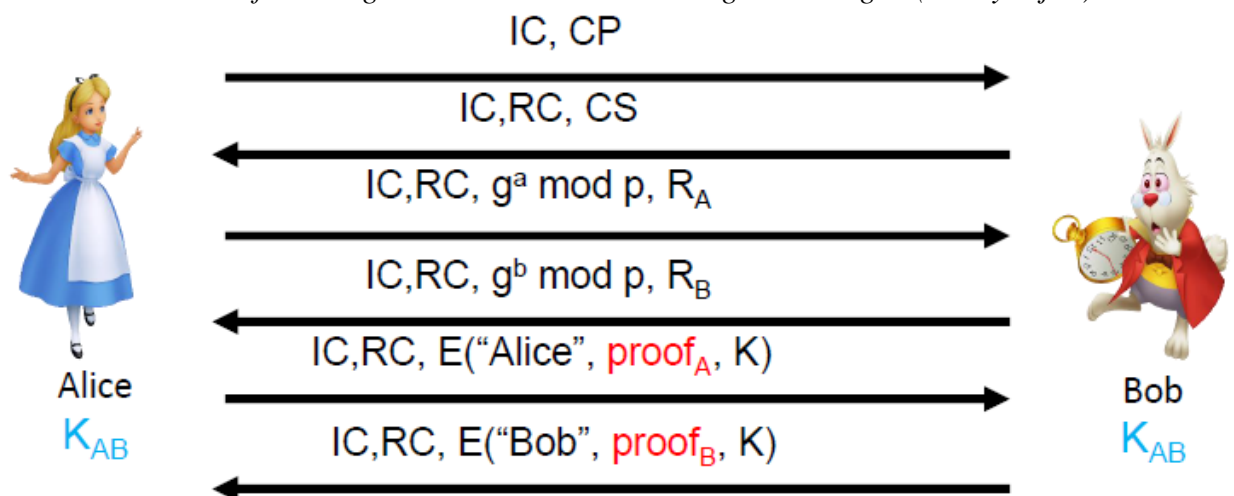 IC, CP
IC,RC, CS
IC,RC, gᵃ mod p, R_A
IC,RC, gᵇ mod p, R_B
IC,RC, E(“Alice”, proof_A, K)
IC,RC, E(“Bob”, proof_B, K)
Alice
K_AB
Bob
K_AB